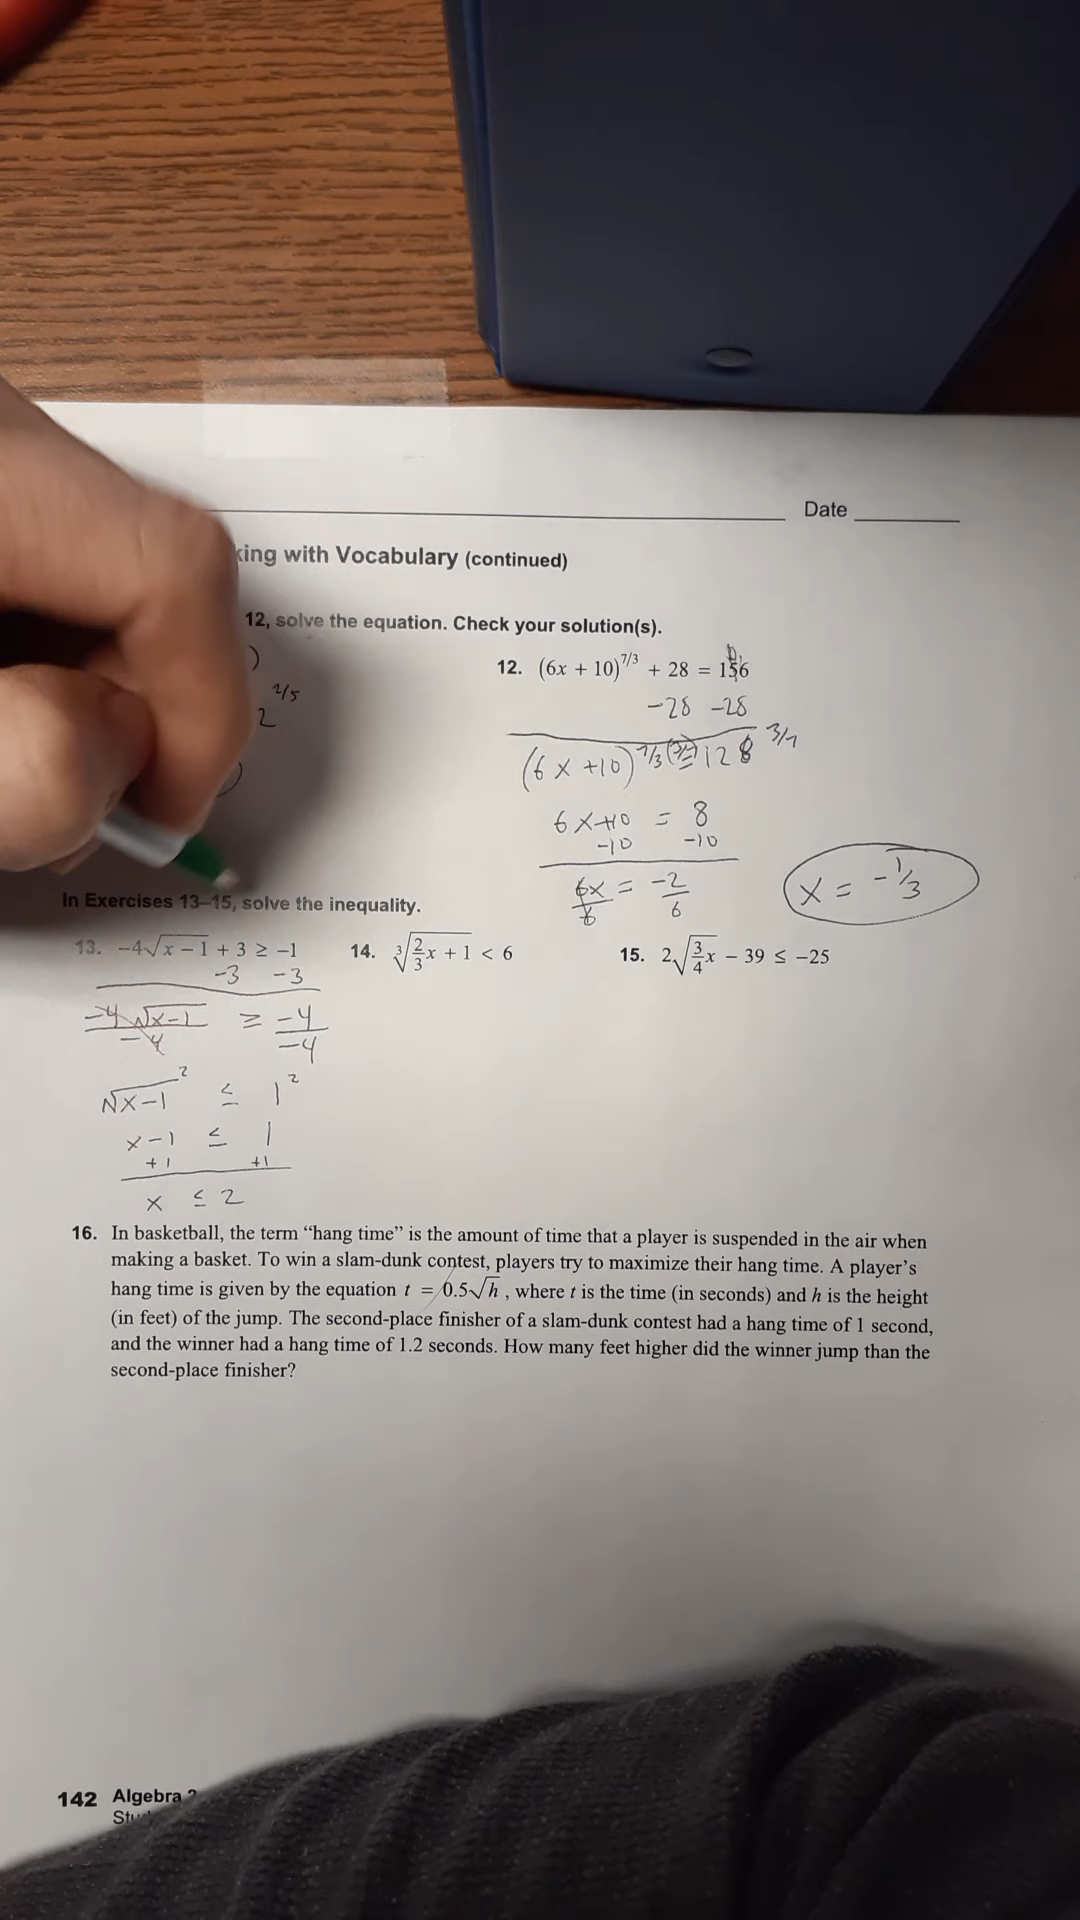 Date
king with Vocabulary (continued)
12, solve the equation. Check your solution(s).
)
2^{2/5}
)
12. (6x + 10)^{7/3} + 28 = 156
-28 -28
(6x +10)^{7/3 (3/7)} = 128^{3/7}
6x+10 = 8
-10 -10
6x/6 = -2/6
x = -1/3
In Exercises 13–15, solve the inequality.
13. -4√(x - 1) + 3 ≥ -1
-3 -3
-4√(x-1)/-4 ≥ -4/-4
√(x-1)² ≤ 1²
x-1 ≤ 1
+1 +1
x ≤ 2
14. ∛(2/3 x + 1) < 6
15. 2√(3/4 x) - 39 ≤ -25
16. In basketball, the term “hang time” is the amount of time that a player is suspended in the air when
making a basket. To win a slam-dunk contest, players try to maximize their hang time. A player’s
hang time is given by the equation t = 0.5√h, where t is the time (in seconds) and h is the height
(in feet) of the jump. The second-place finisher of a slam-dunk contest had a hang time of 1 second,
and the winner had a hang time of 1.2 seconds. How many feet higher did the winner jump than the
second-place finisher?
142 Algebra